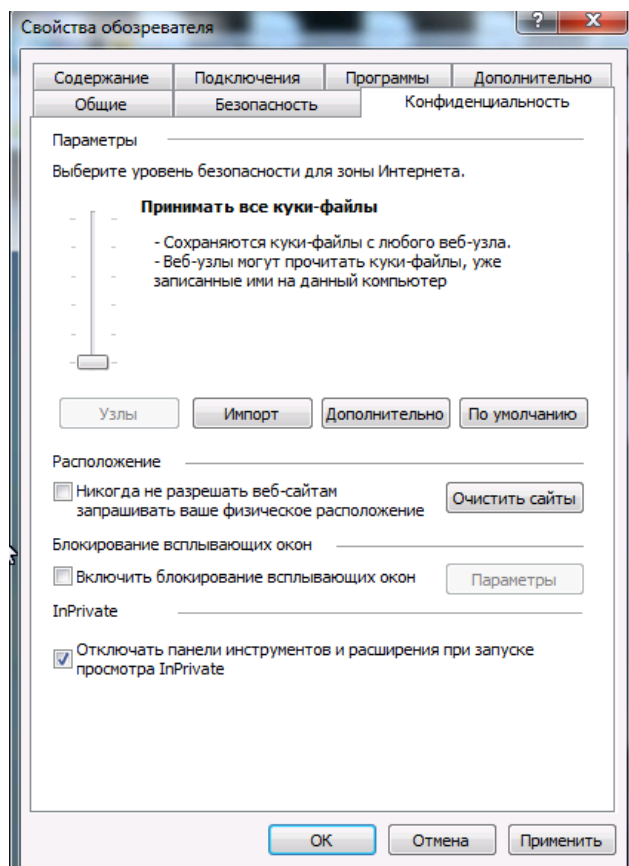 Свойства обозревателя
Содержание Подключения Программы Дополнительно
Общие Безопасность Конфиденциальность
Параметры
Выберите уровень безопасности для зоны Интернета.
Принимать все куки-файлы
- Сохраняются куки-файлы с любого веб-узла.
- Веб-узлы могут прочитать куки-файлы, уже
записанные ими на данный компьютер
Узлы Импорт Дополнительно По умолчанию
Расположение
Никогда не разрешать веб-сайтам
запрашивать ваше физическое расположение
Очистить сайты
Блокирование всплывающих окон
Включить блокирование всплывающих окон Параметры
InPrivate
Отключать панели инструментов и расширения при запуске
просмотра InPrivate
ОК Отмена Применить